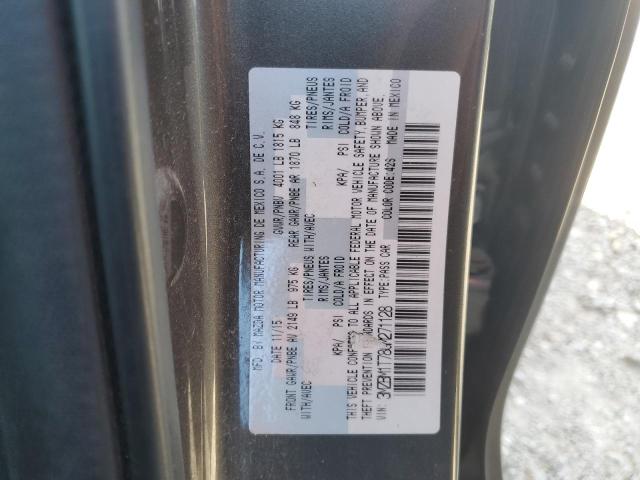 MFD. BY MAZDA MOTOR MANUFACTURING DE MEXICO S.A. DE C.V.
DATE 11/15 GVWR/PNBV 4001 LB 1815 KG
FRONT GAWR/PNBE AV 2149 LB 975 KG REAR GAWR/PNBE AR 1870 LB 848 KG
WITH/AVEC TIRES/PNEUS WITH/AVEC TIRES/PNEUS
RIMS/JANTES RIMS/JANTES
KPA/ PSI COLD/A FROID KPA/ PSI COLD/A FROID
THIS VEHICLE TO ALL APPLICABLE FEDERAL MOTOR VEHICLE SAFETY, BUMPER, AND
THEFT PREVENTION IN EFFECT ON THE DATE OF MANUFACTURE SHOWN ABOVE.
COLOR CODE:42S MADE IN MEXICO
VIN: TYPE:PASS CAR